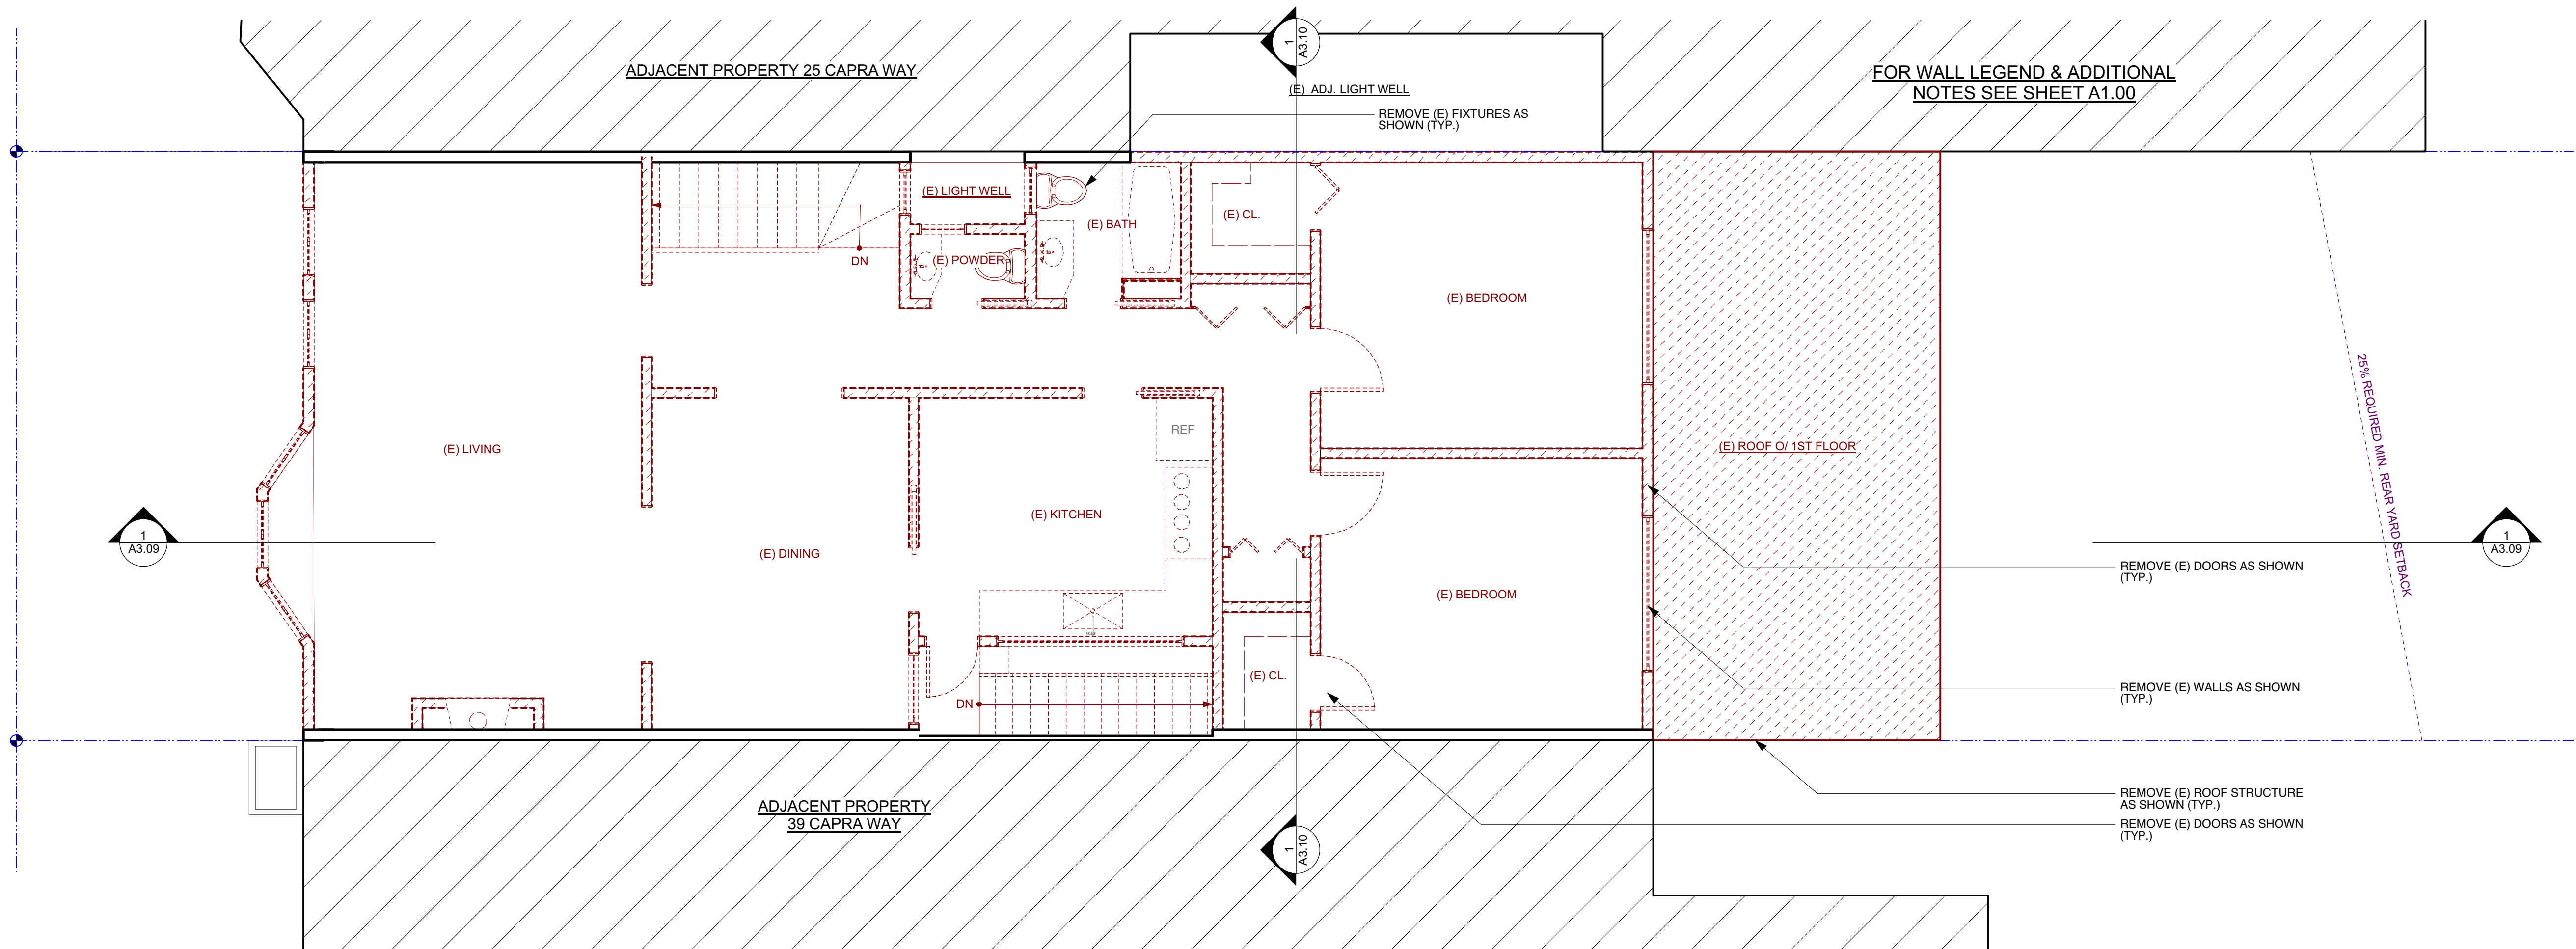 1
A3.10
ADJACENT PROPERTY 25 CAPRA WAY
FOR WALL LEGEND & ADDITIONAL
NOTES SEE SHEET A1.00
(E) ADJ. LIGHT WELL
REMOVE (E) FIXTURES AS
SHOWN (TYP.)
(E) LIGHT WELL
(E) BATH
(E) CL.
(E) POWDER
DN
(E) BEDROOM
REF
(E) LIVING
(E) ROOF O/ 1ST FLOOR
25% REQUIRED MIN. REAR YARD SETBACK
(E) KITCHEN
1
A3.09
(E) DINING
1
A3.09
REMOVE (E) DOORS AS SHOWN
(TYP.)
(E) BEDROOM
(E) CL.
REMOVE (E) WALLS AS SHOWN
(TYP.)
DN
ADJACENT PROPERTY
39 CAPRA WAY
REMOVE (E) ROOF STRUCTURE
AS SHOWN (TYP.)
REMOVE (E) DOORS AS SHOWN
(TYP.)
1
A3.10